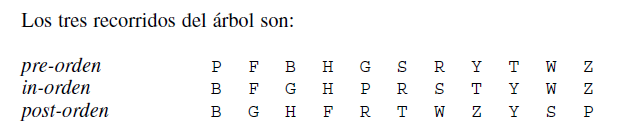 Los tres recorridos del árbol son:
pre-orden P F B H G S R Y T W Z
in-orden B F G H P R S T Y W Z
post-orden B G H F R T W Z Y S P